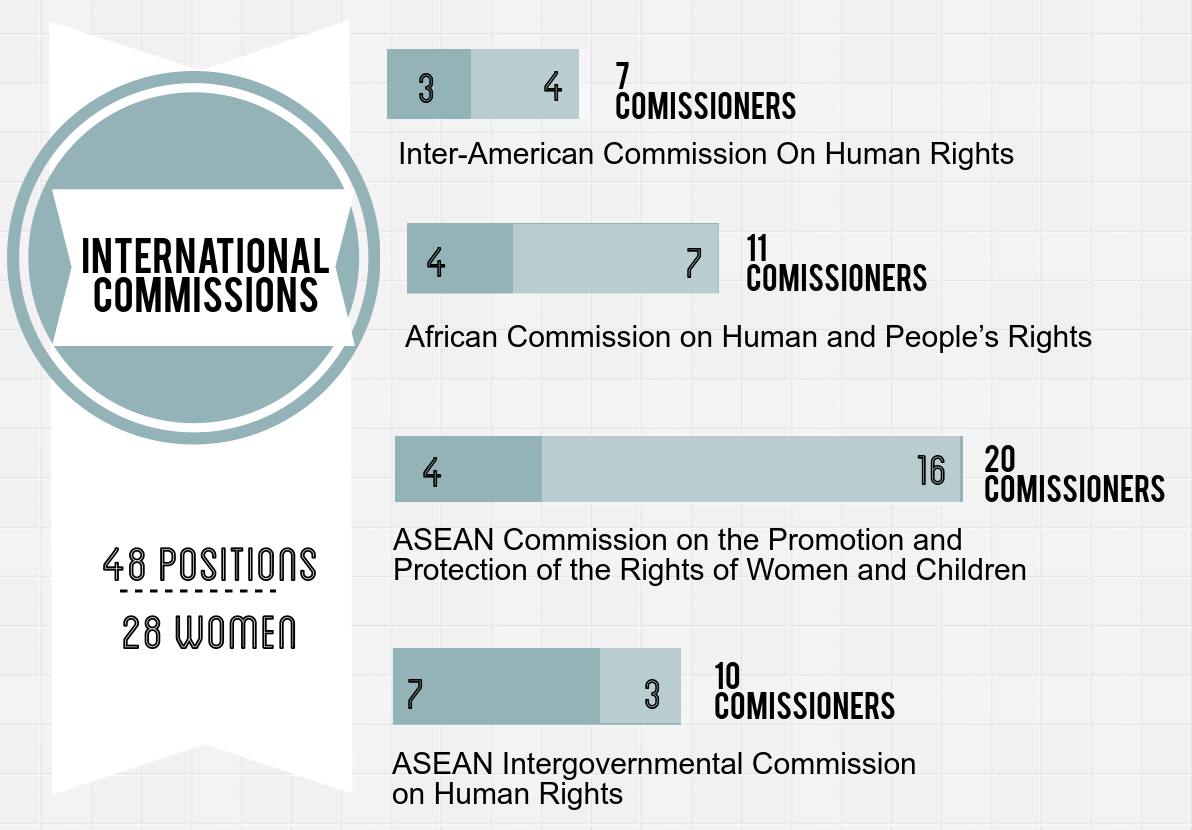 INTERNATIONAL
COMMISSIONS
48 POSITIONS
28 WOMEN
3 4
7
COMISSIONERS
Inter-American Commission On Human Rights
4 7
11
COMISSIONERS
African Commission on Human and People’s Rights
4 16
20
COMISSIONERS
ASEAN Commission on the Promotion and
Protection of the Rights of Women and Children
7 3
10
COMISSIONERS
ASEAN Intergovernmental Commission
on Human Rights